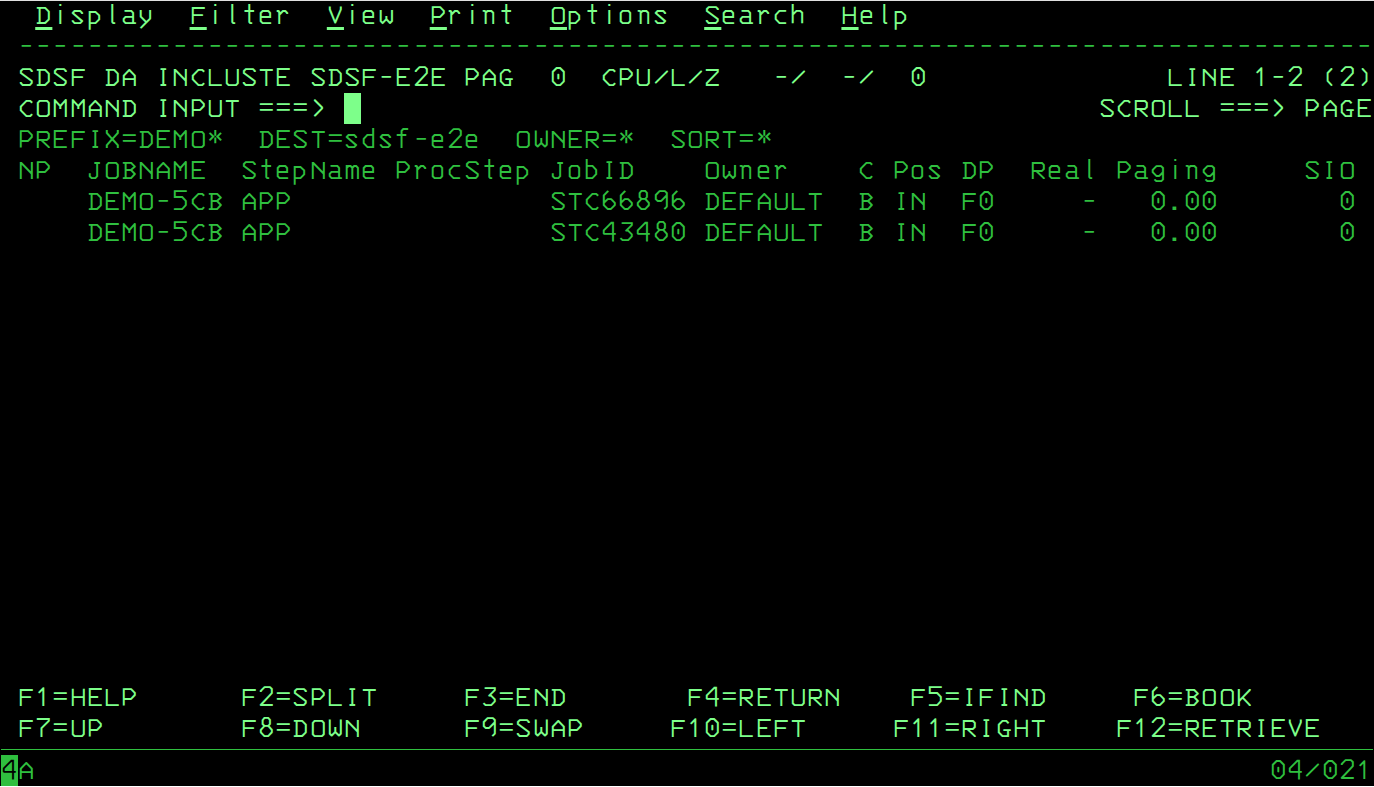 Display  Filter  View  Print  Options  Search  Help
-------------------------------------------------------------------------------
SDSF DA INCLUSTE SDSF-E2E PAG  0  CPU/L/Z   -/  -/  0              LINE 1-2 (2)
COMMAND INPUT ===>                                             SCROLL ===> PAGE
PREFIX=DEMO*  DEST=sdsf-e2e  OWNER=*  SORT=*
NP  JOBNAME  StepName ProcStep JobID    Owner    C Pos DP  Real Paging     SIO
DEMO-5CB APP               STC66896 DEFAULT  B IN  F0     -   0.00       0
DEMO-5CB APP               STC43480 DEFAULT  B IN  F0     -   0.00       0
F1=HELP      F2=SPLIT     F3=END       F4=RETURN    F5=IFIND     F6=BOOK
F7=UP        F8=DOWN      F9=SWAP     F10=LEFT     F11=RIGHT    F12=RETRIEVE
4A                                                                       04/021